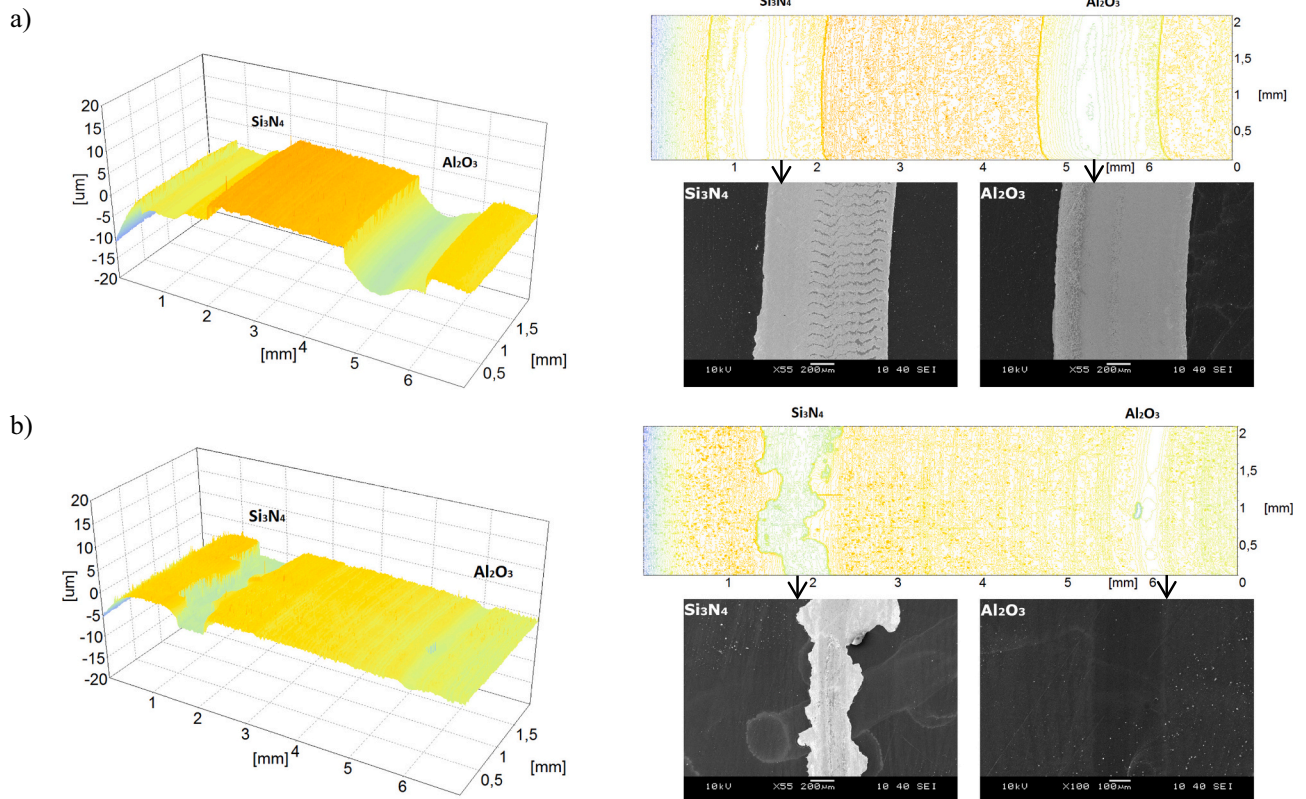 a)
20
15
10
5
0
-5
-10
-15
-20
[um]
Si₃N₄
Al₂O₃
1
2
3
4
5
6
[mm]
0,5
1
1,5
[mm]
Si₃N₄ Al₂O₃
2
1,5
1
0,5
0
[mm]
1 2 3 4 5 [mm] 6
Si₃N₄
10kV X55 200µm 10 40 SEI
Al₂O₃
10kV X55 200µm 10 40 SEI
b)
20
15
10
5
0
-5
-10
-15
-20
[um]
Si₃N₄
Al₂O₃
1
2
3
4
5
6
[mm]
0,5
1
1,5
[mm]
Si₃N₄ Al₂O₃
2
1,5
1
0,5
0
[mm]
1 2 3 4 5 [mm] 6
Si₃N₄
10kV X55 200µm 10 40 SEI
Al₂O₃
10kV X100 100µm 10 40 SEI